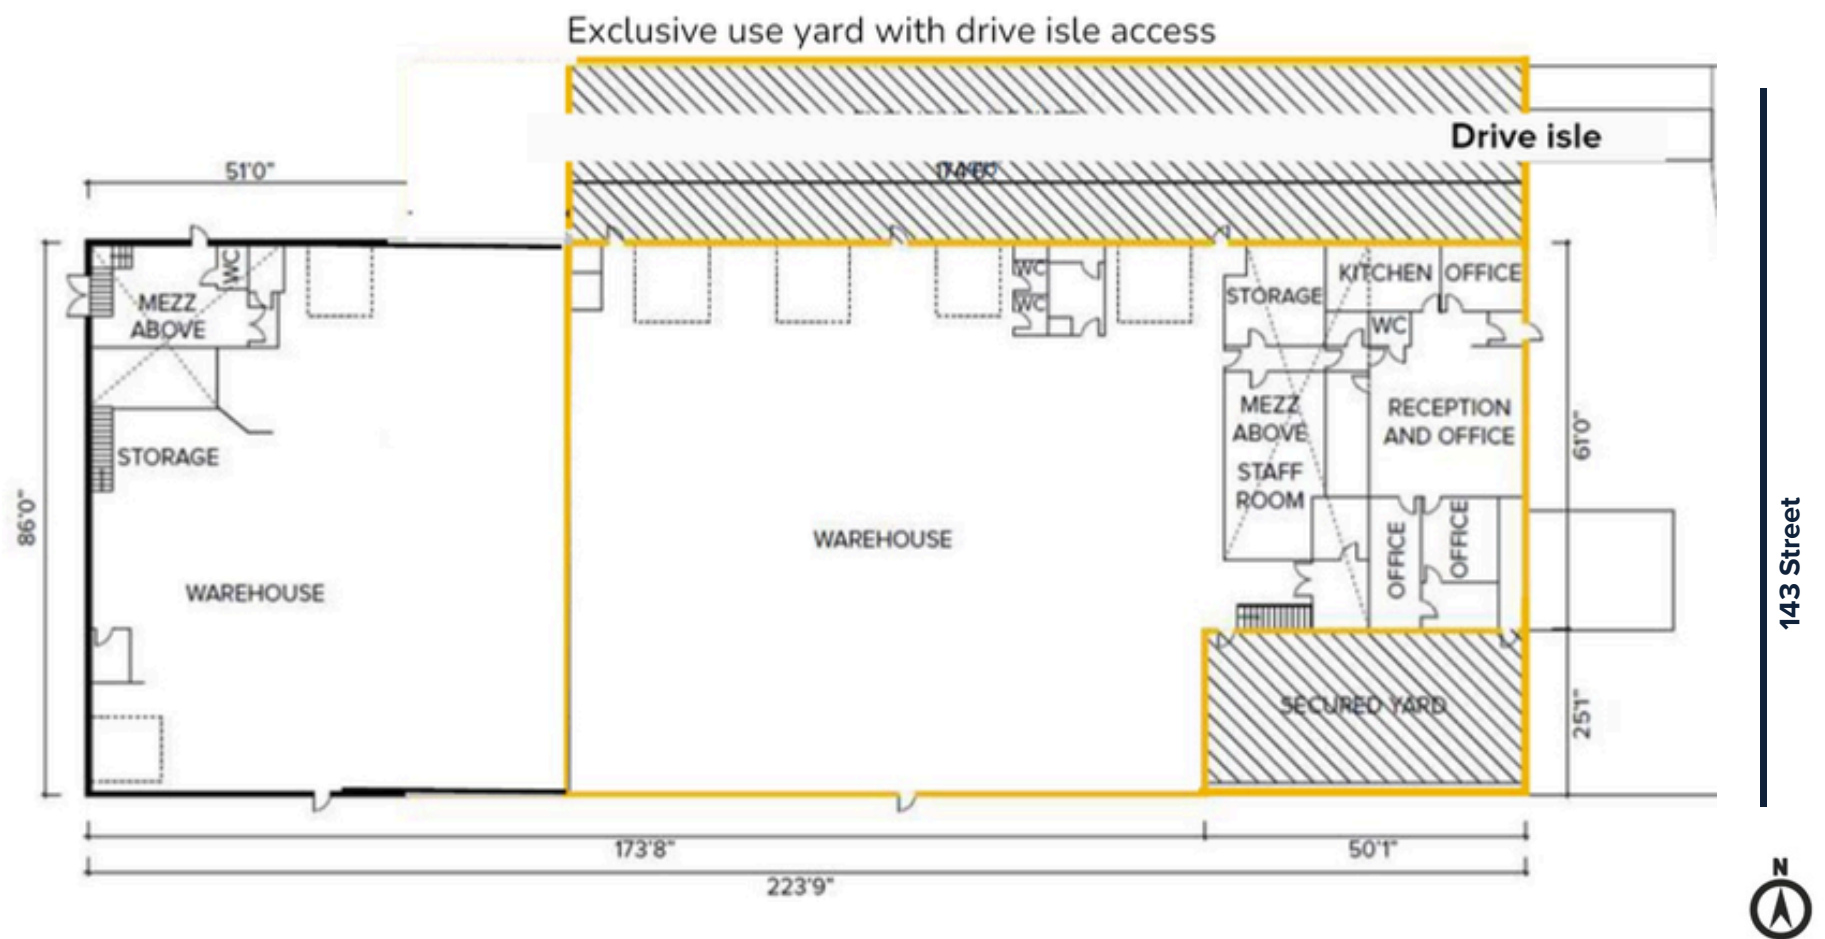 Exclusive use yard with drive isle access
Drive isle
51'0"
WC
MEZZ
ABOVE
STORAGE
WAREHOUSE
86'0"
WC
WC
WAREHOUSE
STORAGE
KITCHEN
OFFICE
WC
MEZZ
ABOVE
STAFF
ROOM
RECEPTION
AND OFFICE
OFFICE
OFFICE
SECURED YARD
61'0"
25'1"
143 Street
173'8"
50'1"
223'9"
N